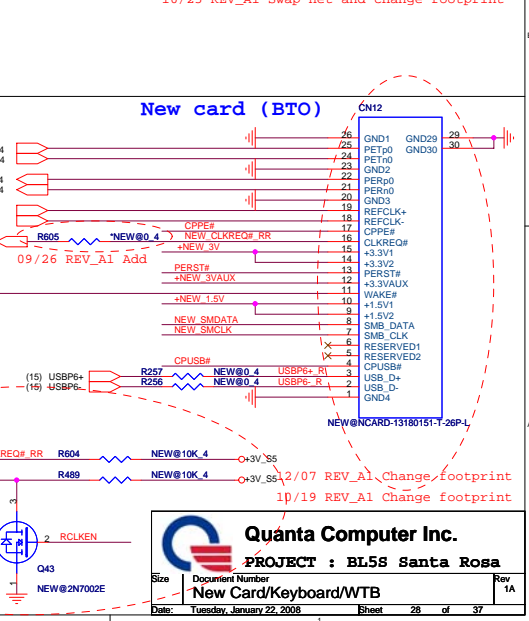 10/25 REV_A1 Swap net and change footprint
New card (BTO)
CN12
26 GND1 GND29 29
25 PETp0 GND30 30
24 PETn0
23 GND2
22 PERp0
21 PERn0
20 GND3
19 REFCLK+
18 REFCLK-
CPPE# 17 CPPE#
R605 *NEW@0_4 NEW_CLKREQ#_RR 16 CLKREQ#
+NEW_3V 15 +3.3V1
14 +3.3V2
09/26 REV_A1 Add
PERST# 13 PERST#
+NEW_3VAUX 12 +3.3VAUX
11 WAKE#
+NEW_1.5V 10 +1.5V1
9 +1.5V2
NEW_SMDATA 8 SMB_DATA
NEW_SMCLK 7 SMB_CLK
6 RESERVED1
5 RESERVED2
CPUSB# 4 CPUSB#
(15) USBP6+ R257 NEW@0_4 USBP6+_R 3 USB_D+
(15) USBP6- R256 NEW@0_4 USBP6-_R 2 USB_D-
1 GND4
NEW@NCARD-13180151-T-26P-L
REQ#_RR R604 NEW@10K_4 +3V_S5
R489 NEW@10K_4 +3V_S5
12/07 REV_A1 Change footprint
10/19 REV_A1 Change footprint
3
2 RCLKEN
Q43
1
NEW@2N7002E
Quanta Computer Inc.
PROJECT : BL5S Santa Rosa
Size Document Number Rev
New Card/Keyboard/WTB 1A
Date: Tuesday, January 22, 2008 Sheet 28 of 37
1